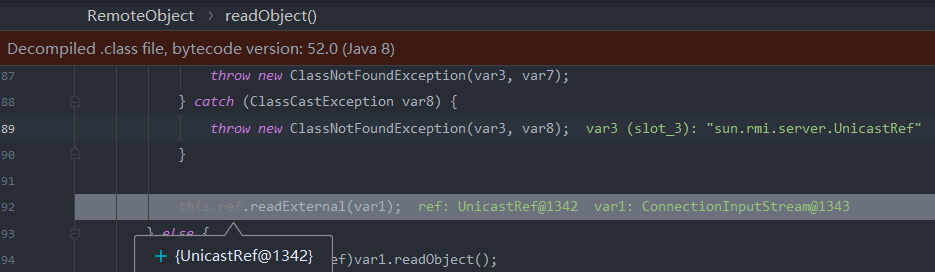 RemoteObject > readObject()
Decompiled .class file, bytecode version: 52.0 (Java 8)
87 throw new ClassNotFoundException(var3, var7);
88 } catch (ClassCastException var8) {
89 throw new ClassNotFoundException(var3, var8); var3 (slot_3): "sun.rmi.server.UnicastRef"
90 }
91
92 this.ref.readExternal(var1); ref: UnicastRef@1342 var1: ConnectionInputStream@1343
93 } else {
94 ef)var1.readObject();
+ {UnicastRef@1342}